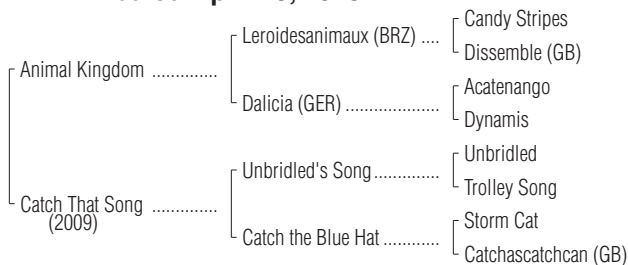 Candy Stripes
Leroidesanimaux (BRZ) ....
Dissemble (GB)
Animal Kingdom ..............
Acatenango
Dalicia (GER) .....................
Dynamis
Unbridled
Unbridled's Song...............
Trolley Song
Catch That Song ..............
(2009)
Storm Cat
Catch the Blue Hat ............
Catchascatchcan (GB)